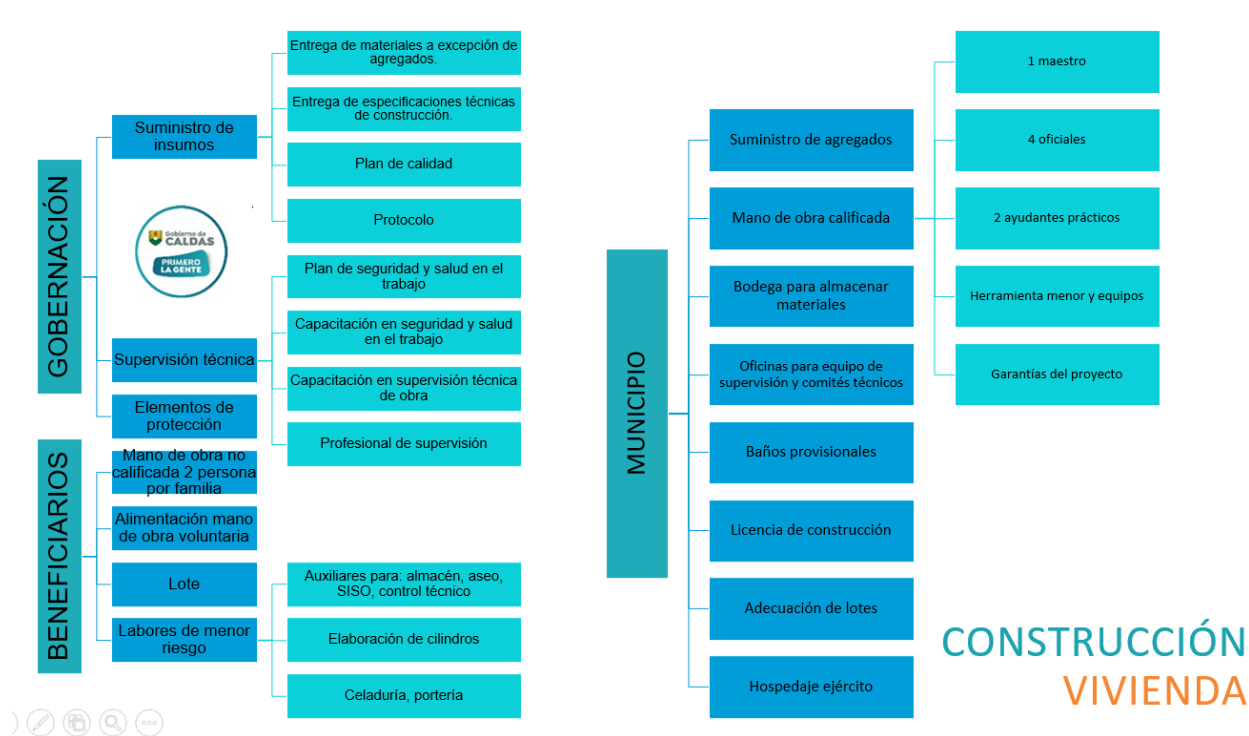 GOBERNACIÓN
Suministro de
insumos
Entrega de materiales a excepción de
agregados.
Entrega de especificaciones técnicas
de construcción.
Plan de calidad
Protocolo
Gobierno de
CALDAS
PRIMERO
LA GENTE
Supervisión técnica
Plan de seguridad y salud en el
trabajo
Capacitación en seguridad y salud
en el trabajo
Capacitación en supervisión técnica
de obra
Profesional de supervisión
Elementos de
protección
BENEFICIARIOS
Mano de obra no
calificada 2 persona
por familia
Alimentación mano
de obra voluntaria
Lote
Labores de menor
riesgo
Auxiliares para: almacén, aseo,
SISO, control técnico
Elaboración de cilindros
Celaduría, portería
MUNICIPIO
Suministro de agregados
Mano de obra calificada
1 maestro
4 oficiales
2 ayudantes prácticos
Herramienta menor y equipos
Garantías del proyecto
Bodega para almacenar
materiales
Oficinas para equipo de
supervisión y comités técnicos
Baños provisionales
Licencia de construcción
Adecuación de lotes
Hospedaje ejército
CONSTRUCCIÓN
VIVIENDA